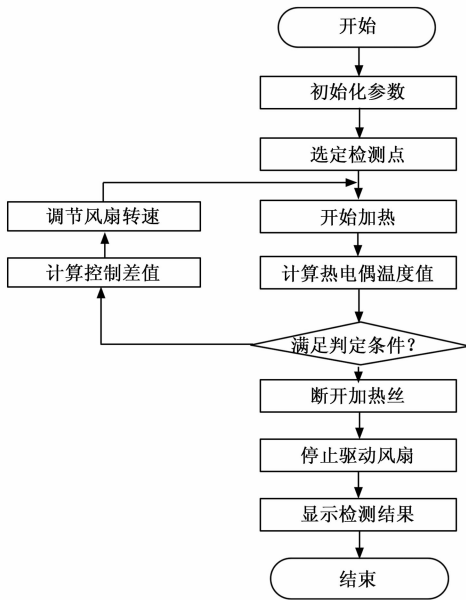 开始
初始化参数
选定检测点
调节风扇转速
开始加热
计算控制差值
计算热电偶温度值
满足判定条件?
断开加热丝
停止驱动风扇
显示检测结果
结束